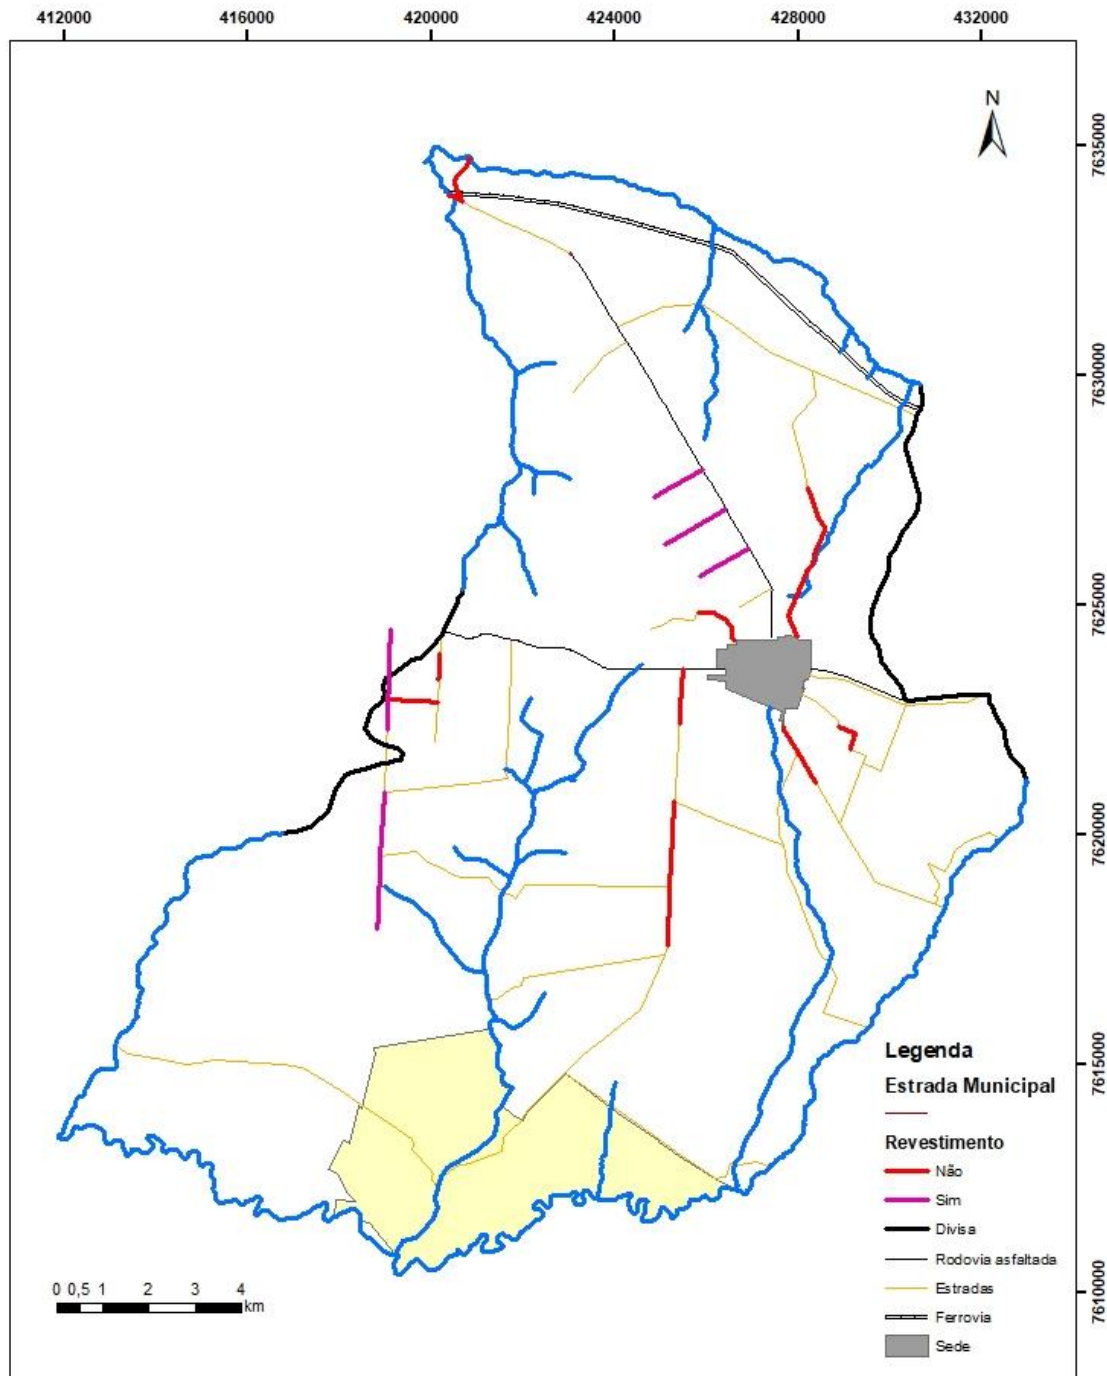 412000 416000 420000 424000 428000 432000
N
7635000
7630000
7625000
7620000
7615000
7610000
Legenda
Estrada Municipal
Revestimento
Não
Sim
Divisa
Rodovia asfaltada
Estradas
Ferrovia
Sede
0 0,5 1 2 3 4
km